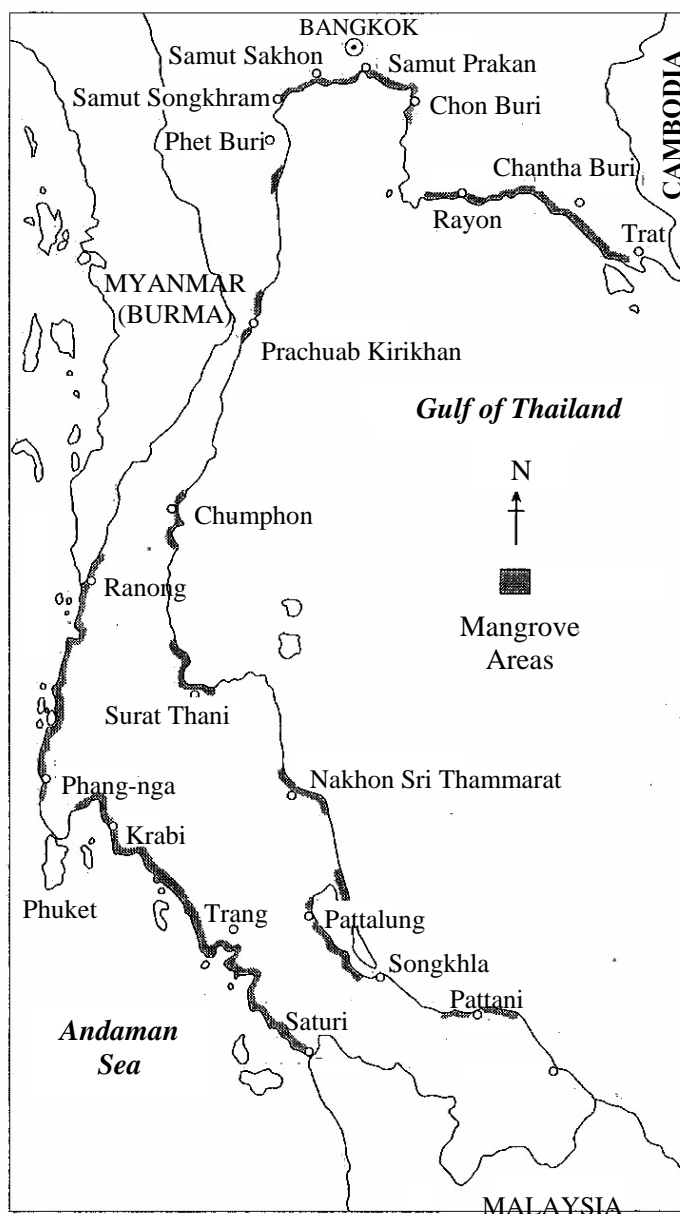 BANGKOK
Samut Sakhon
Samut Prakan
Samut Songkhram
Chon Buri
Phet Buri
CAMBODIA
Chantha Buri
Rayon
Trat
MYANMAR
(BURMA)
Prachuab Kirikhan
Gulf of Thailand
N
Chumphon
Ranong
Mangrove
Areas
Surat Thani
Phang-nga
Nakhon Sri Thammarat
Krabi
Phuket
Trang
Pattalung
Songkhla
Pattani
Andaman
Sea
Saturi
MALAYSIA